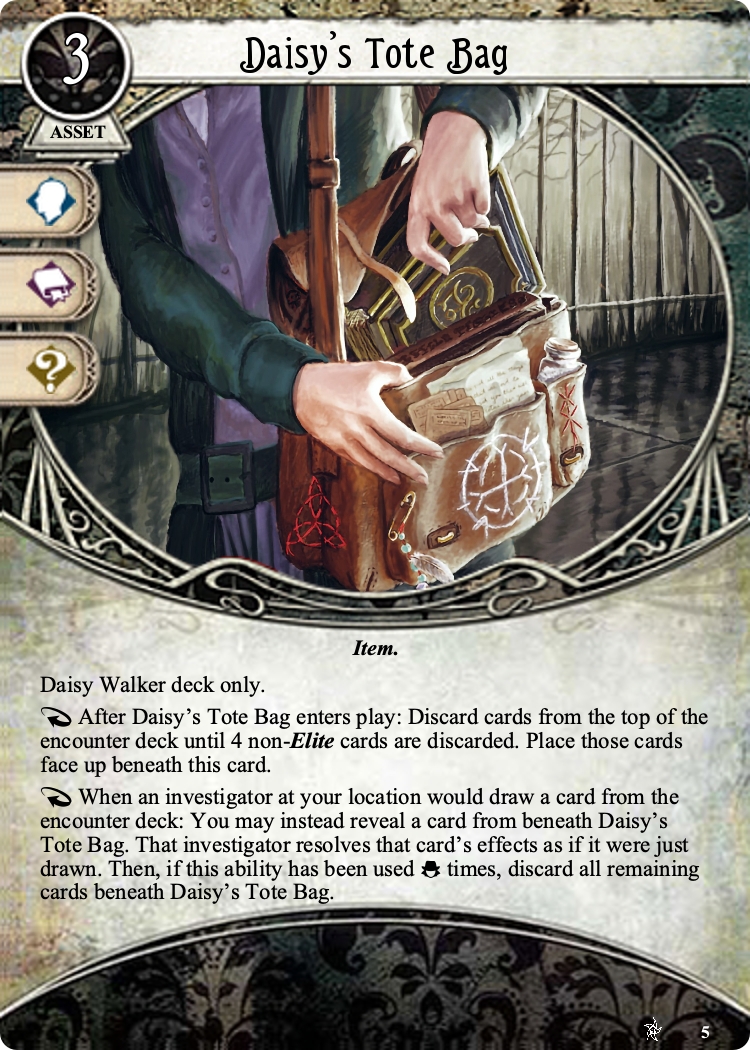 3
Daisy's Tote Bag
ASSET
?
Item.
Daisy Walker deck only.
After Daisy's Tote Bag enters play: Discard cards from the top of the
encounter deck until 4 non-Elite cards are discarded. Place those cards
face up beneath this card.
When an investigator at your location would draw a card from the
encounter deck: You may instead reveal a card from beneath Daisy's
Tote Bag. That investigator resolves that card's effects as if it were just
drawn. Then, if this ability has been used times, discard all remaining
cards beneath Daisy's Tote Bag.
5